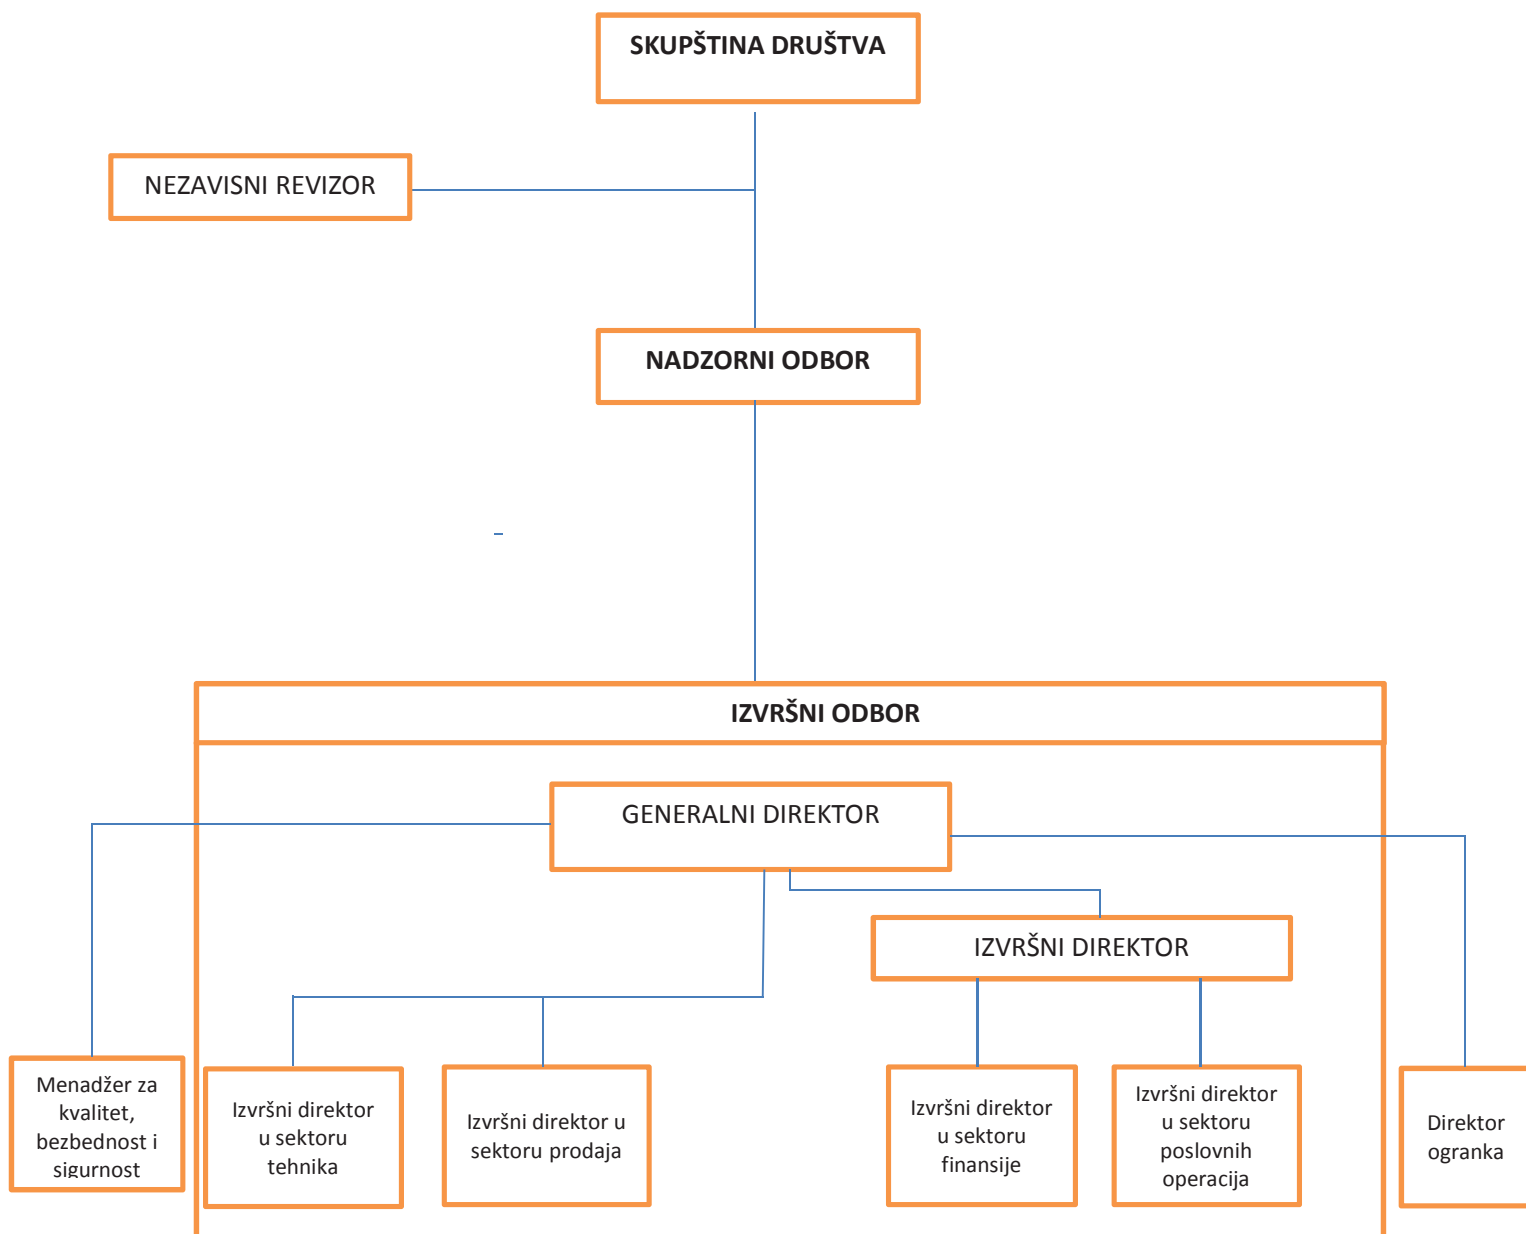 SKUPŠTINA DRUŠTVA
NEZAVISNI REVIZOR
NADZORNI ODBOR
IZVRŠNI ODBOR
GENERALNI DIREKTOR
IZVRŠNI DIREKTOR
Menadžer za
kvalitet,
bezbednost i
sigurnost
Izvršni direktor
u sektoru
tehnika
Izvršni direktor u
sektoru prodaja
Izvršni direktor
u sektoru
finansije
Izvršni direktor
u sektoru
poslovnih
operacija
Direktor
ogranka